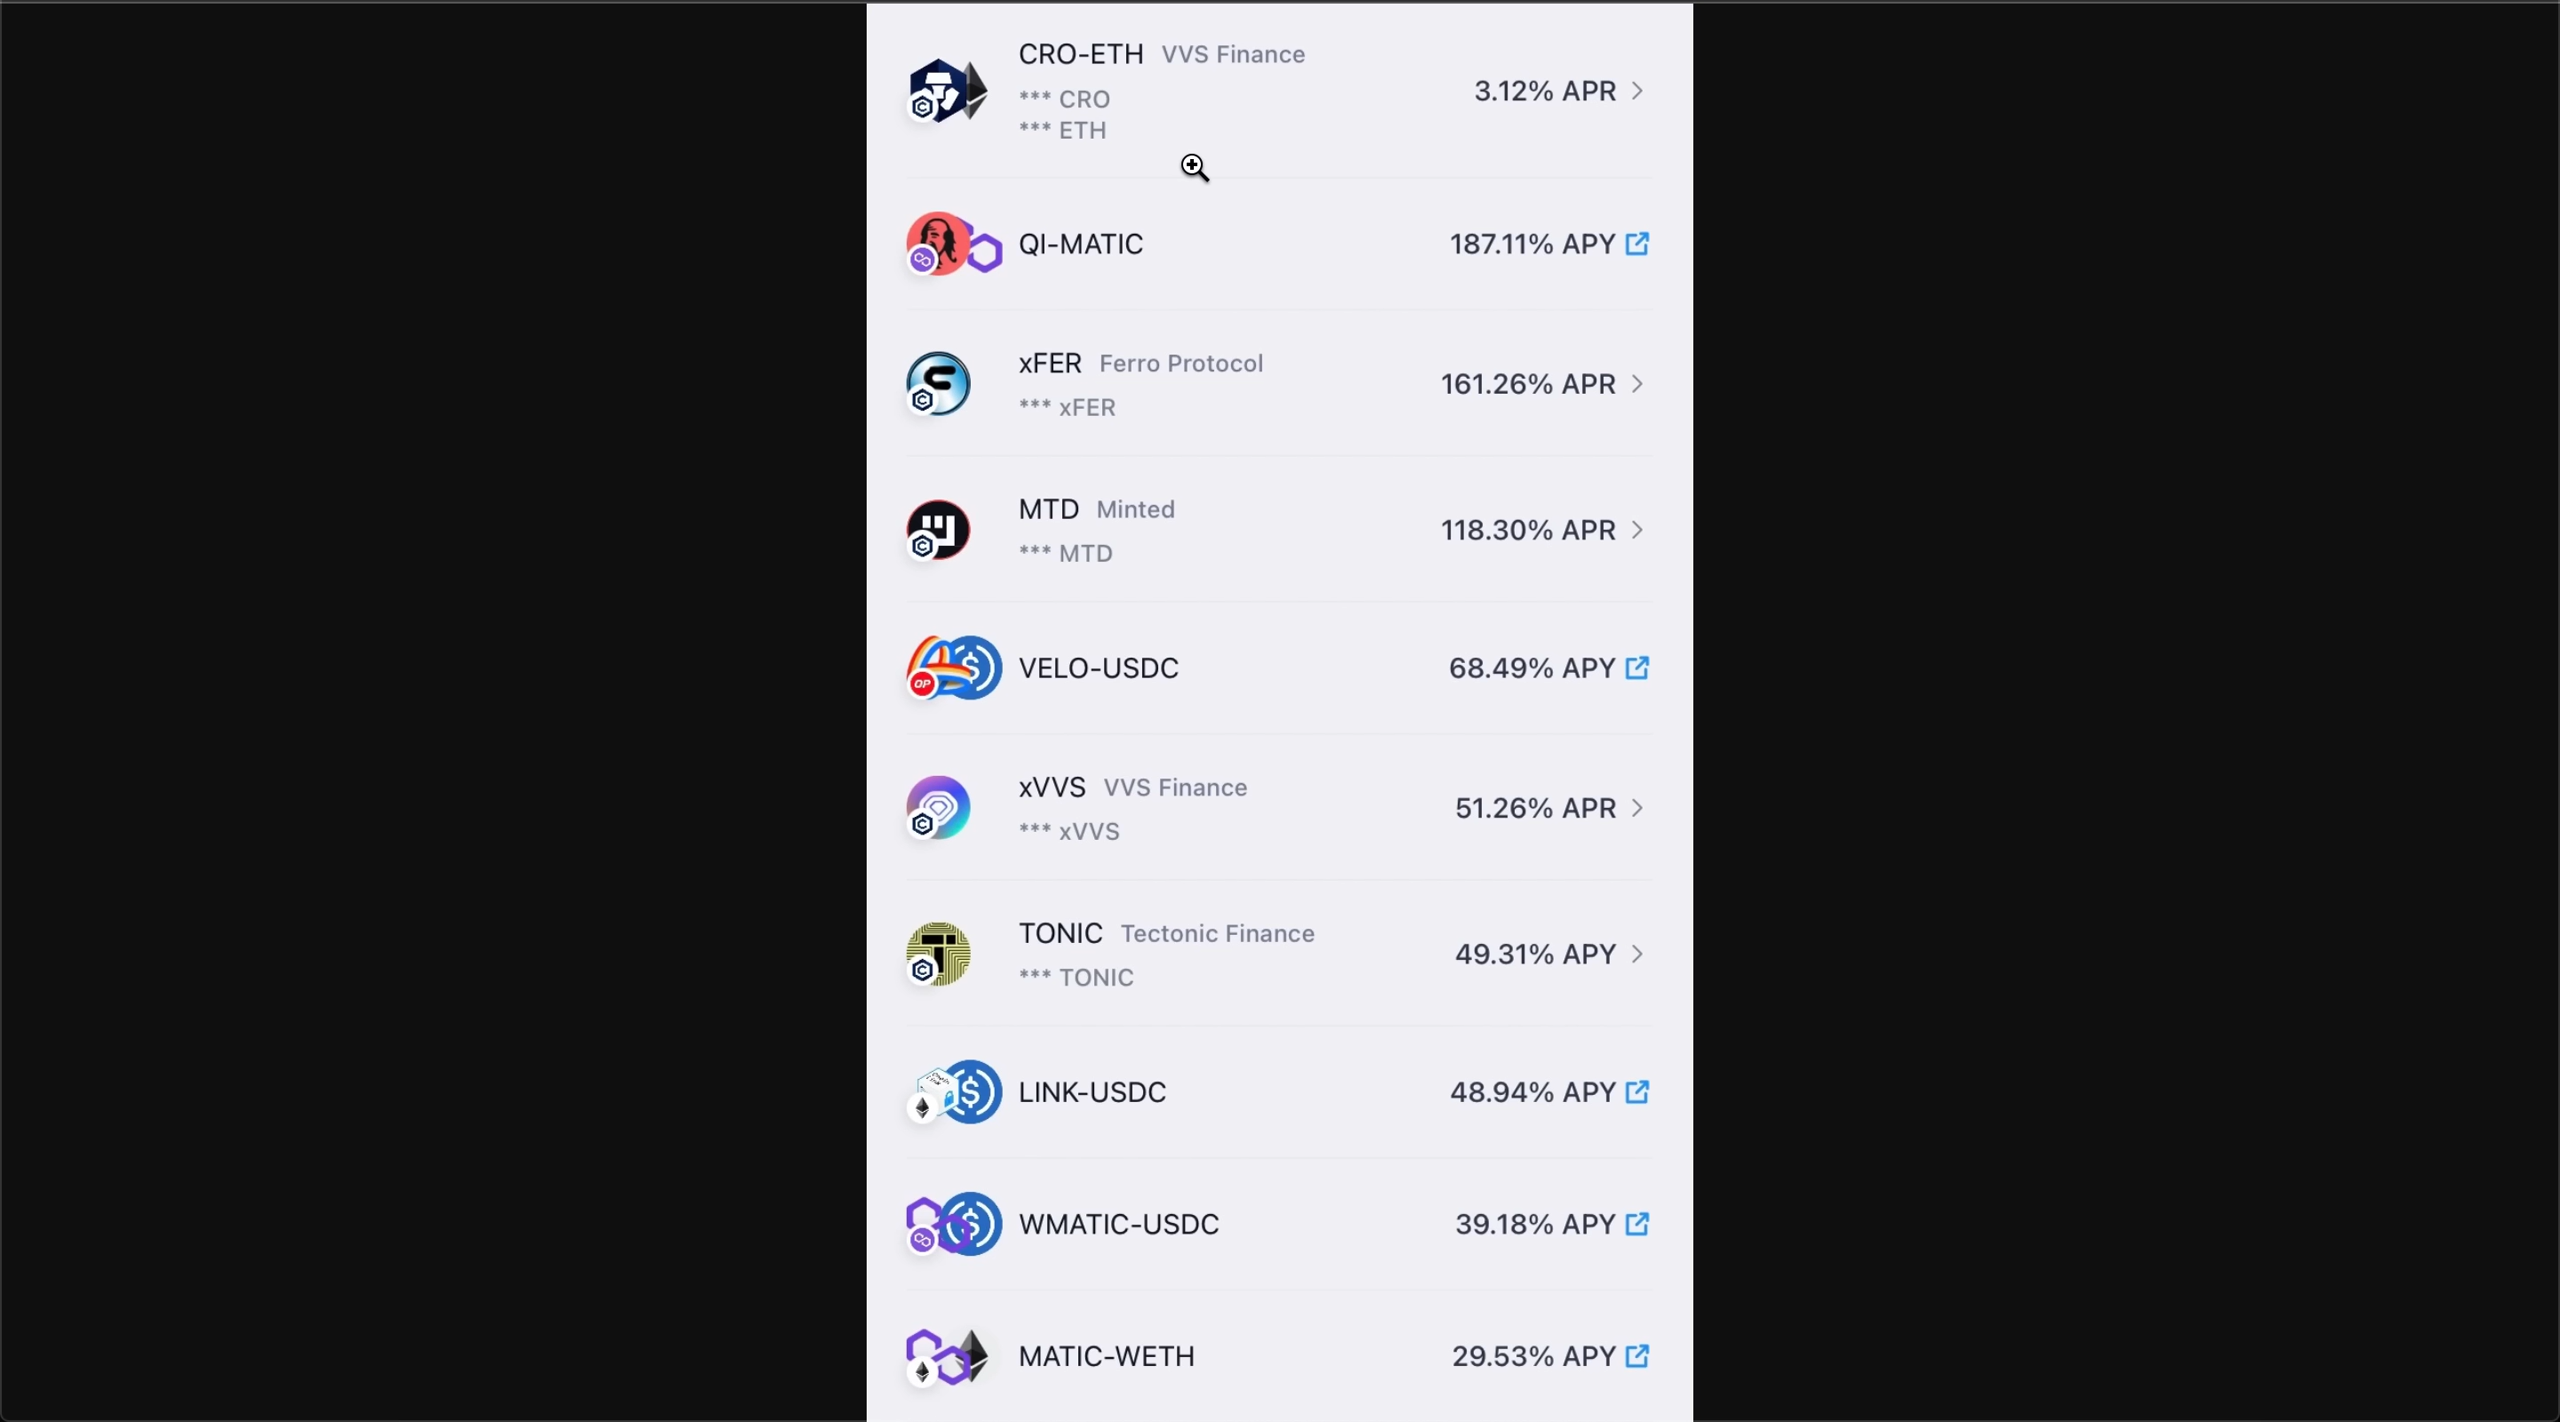 CRO-ETH VVS Finance
*** CRO
*** ETH
3.12% APR
QI-MATIC
187.11% APY
xFER Ferro Protocol
*** xFER
161.26% APR
MTD Minted
*** MTD
118.30% APR
OP
VELO-USDC
68.49% APY
xVVS VVS Finance
*** xVVS
51.26% APR
TONIC Tectonic Finance
*** TONIC
49.31% APY
LINK-USDC
48.94% APY
WMATIC-USDC
39.18% APY
MATIC-WETH
29.53% APY